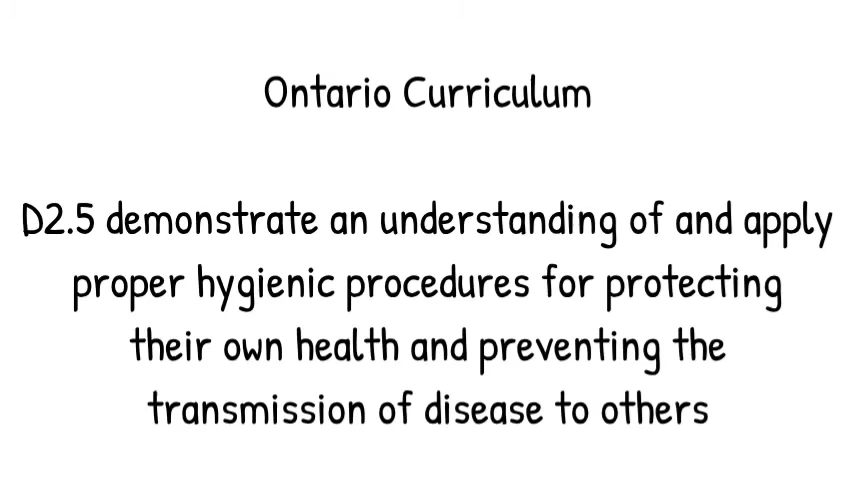 Ontario Curriculum
D2.5 demonstrate an understanding of and apply
proper hygienic procedures for protecting
their own health and preventing the
transmission of disease to others